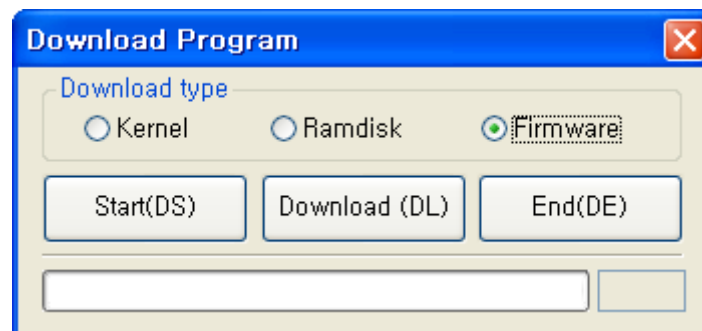 Download Program
Download type
Kernel Ramdisk Firmware
Start(DS) Download (DL) End(DE)